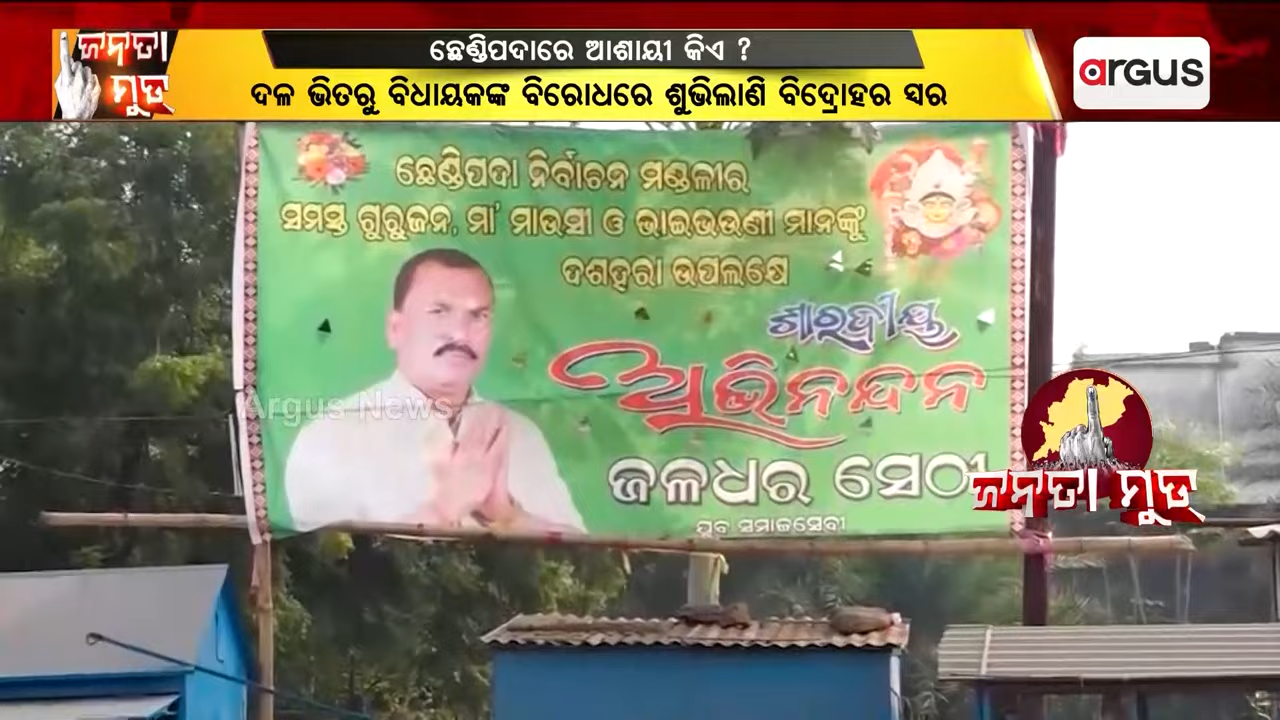 ଜନତା
ମୁଡ୍
ଛେଣ୍ଡିପଦାରେ ଆଶାୟୀ କିଏ ?
ଦଳ ଭିତରୁ ବିଧାୟକଙ୍କ ବିରୋଧରେ ଶୁଭିଲାଣି ବିଦ୍ରୋହର ସ୍ୱର
argus
ଛେଣ୍ଡିପଦା ନିର୍ବାଚନ ମଣ୍ଡଳୀର
ସମସ୍ତ ଗୁରୁଜନ, ମା' ମାଉସୀ ଓ ଭାଇଭଉଣୀ ମାନଙ୍କୁ
ଦଶହରା ଉପଲକ୍ଷେ
ଶାରଦୀୟ
ଅଭିନନ୍ଦନ
Argus News
ଜଳଧର ସେଠୀ
ଯୁବ ସମାଜସେବୀ
ଜନତା ମୁଡ୍